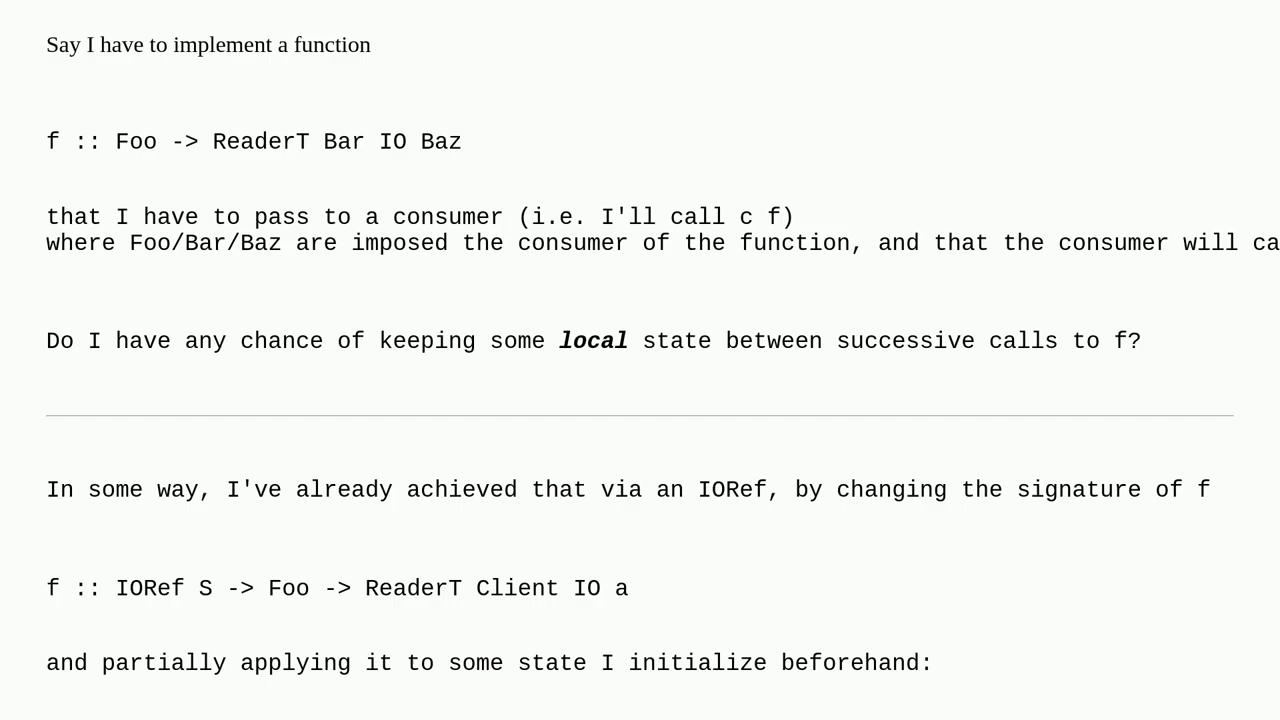 Say I have to implement a function
f :: Foo -> ReaderT Bar IO Baz
that I have to pass to a consumer (i.e. I'll call c f)
where Foo/Bar/Baz are imposed the consumer of the function, and that the consumer will
Do I have any chance of keeping some local state between successive calls to f?
In some way, I've already achieved that via an IORef, by changing the signature of f
f :: IORef S -> Foo -> ReaderT Client IO a
and partially applying it to some state I initialize beforehand: